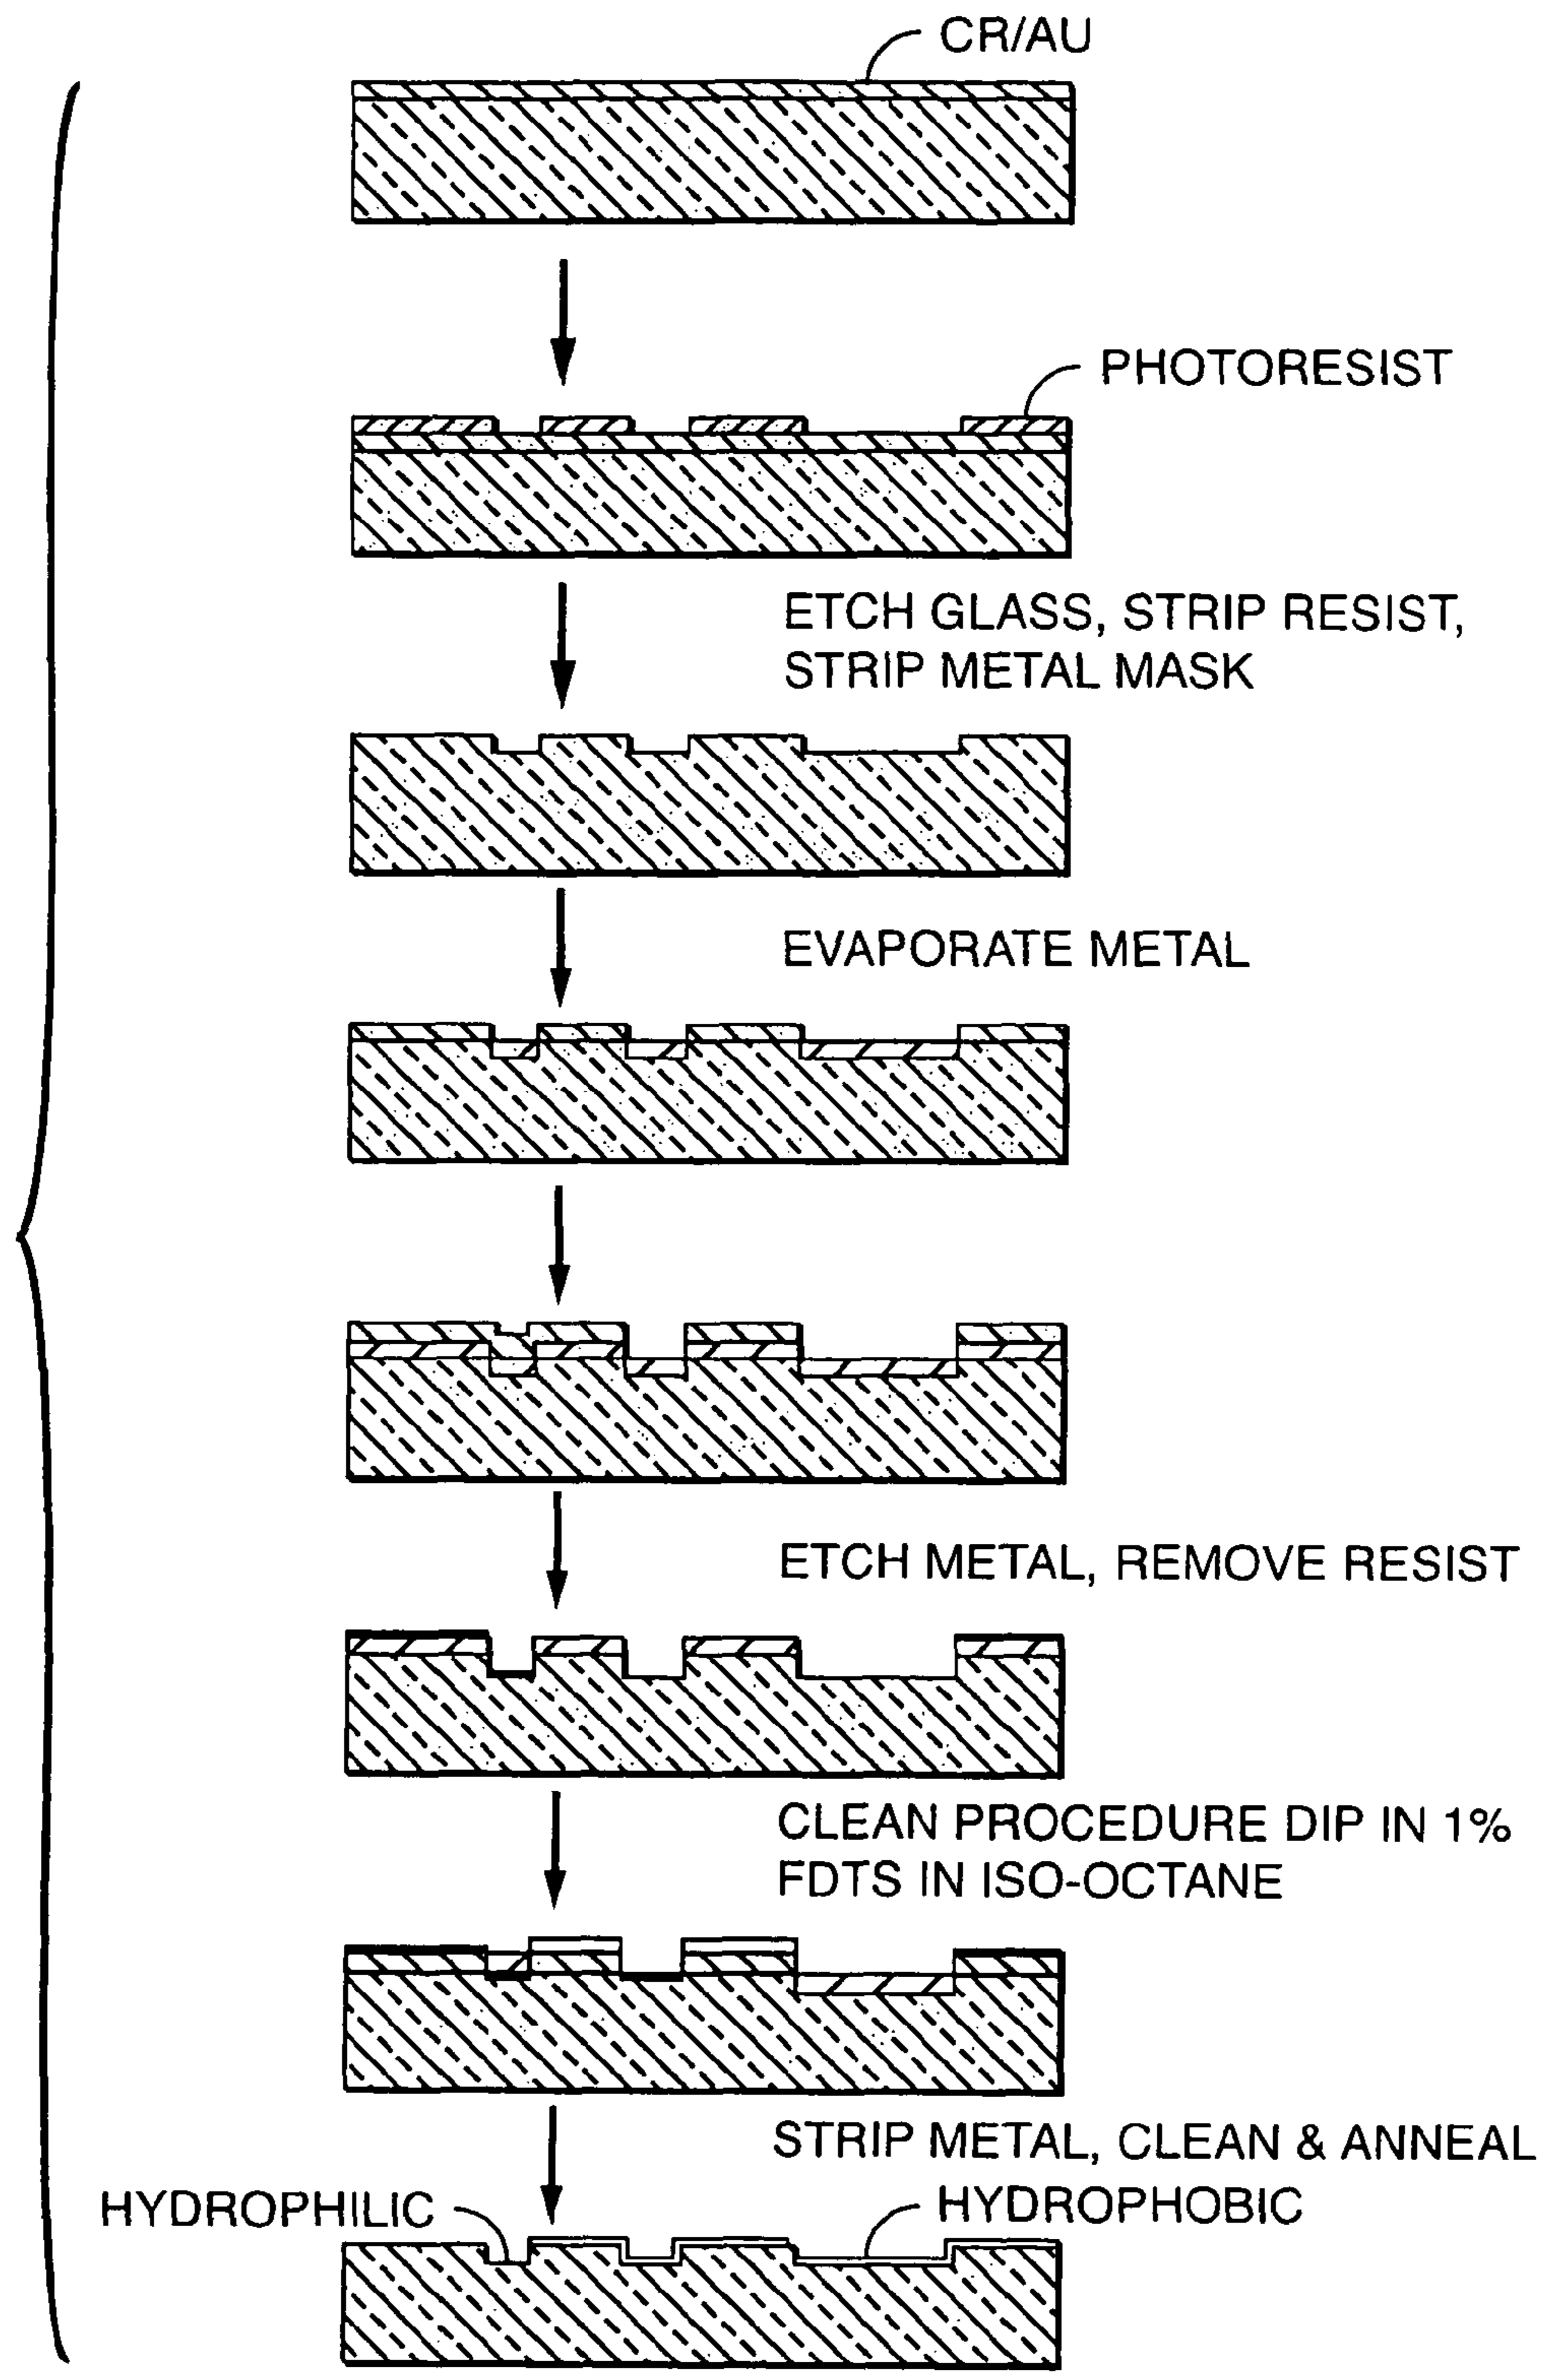 CR/AU
PHOTORESIST
ETCH GLASS, STRIP RESIST,
STRIP METAL MASK
EVAPORATE METAL
ETCH METAL, REMOVE RESIST
CLEAN PROCEDURE DIP IN 1%
FDTS IN ISO-OCTANE
STRIP METAL, CLEAN & ANNEAL
HYDROPHILIC
HYDROPHOBIC